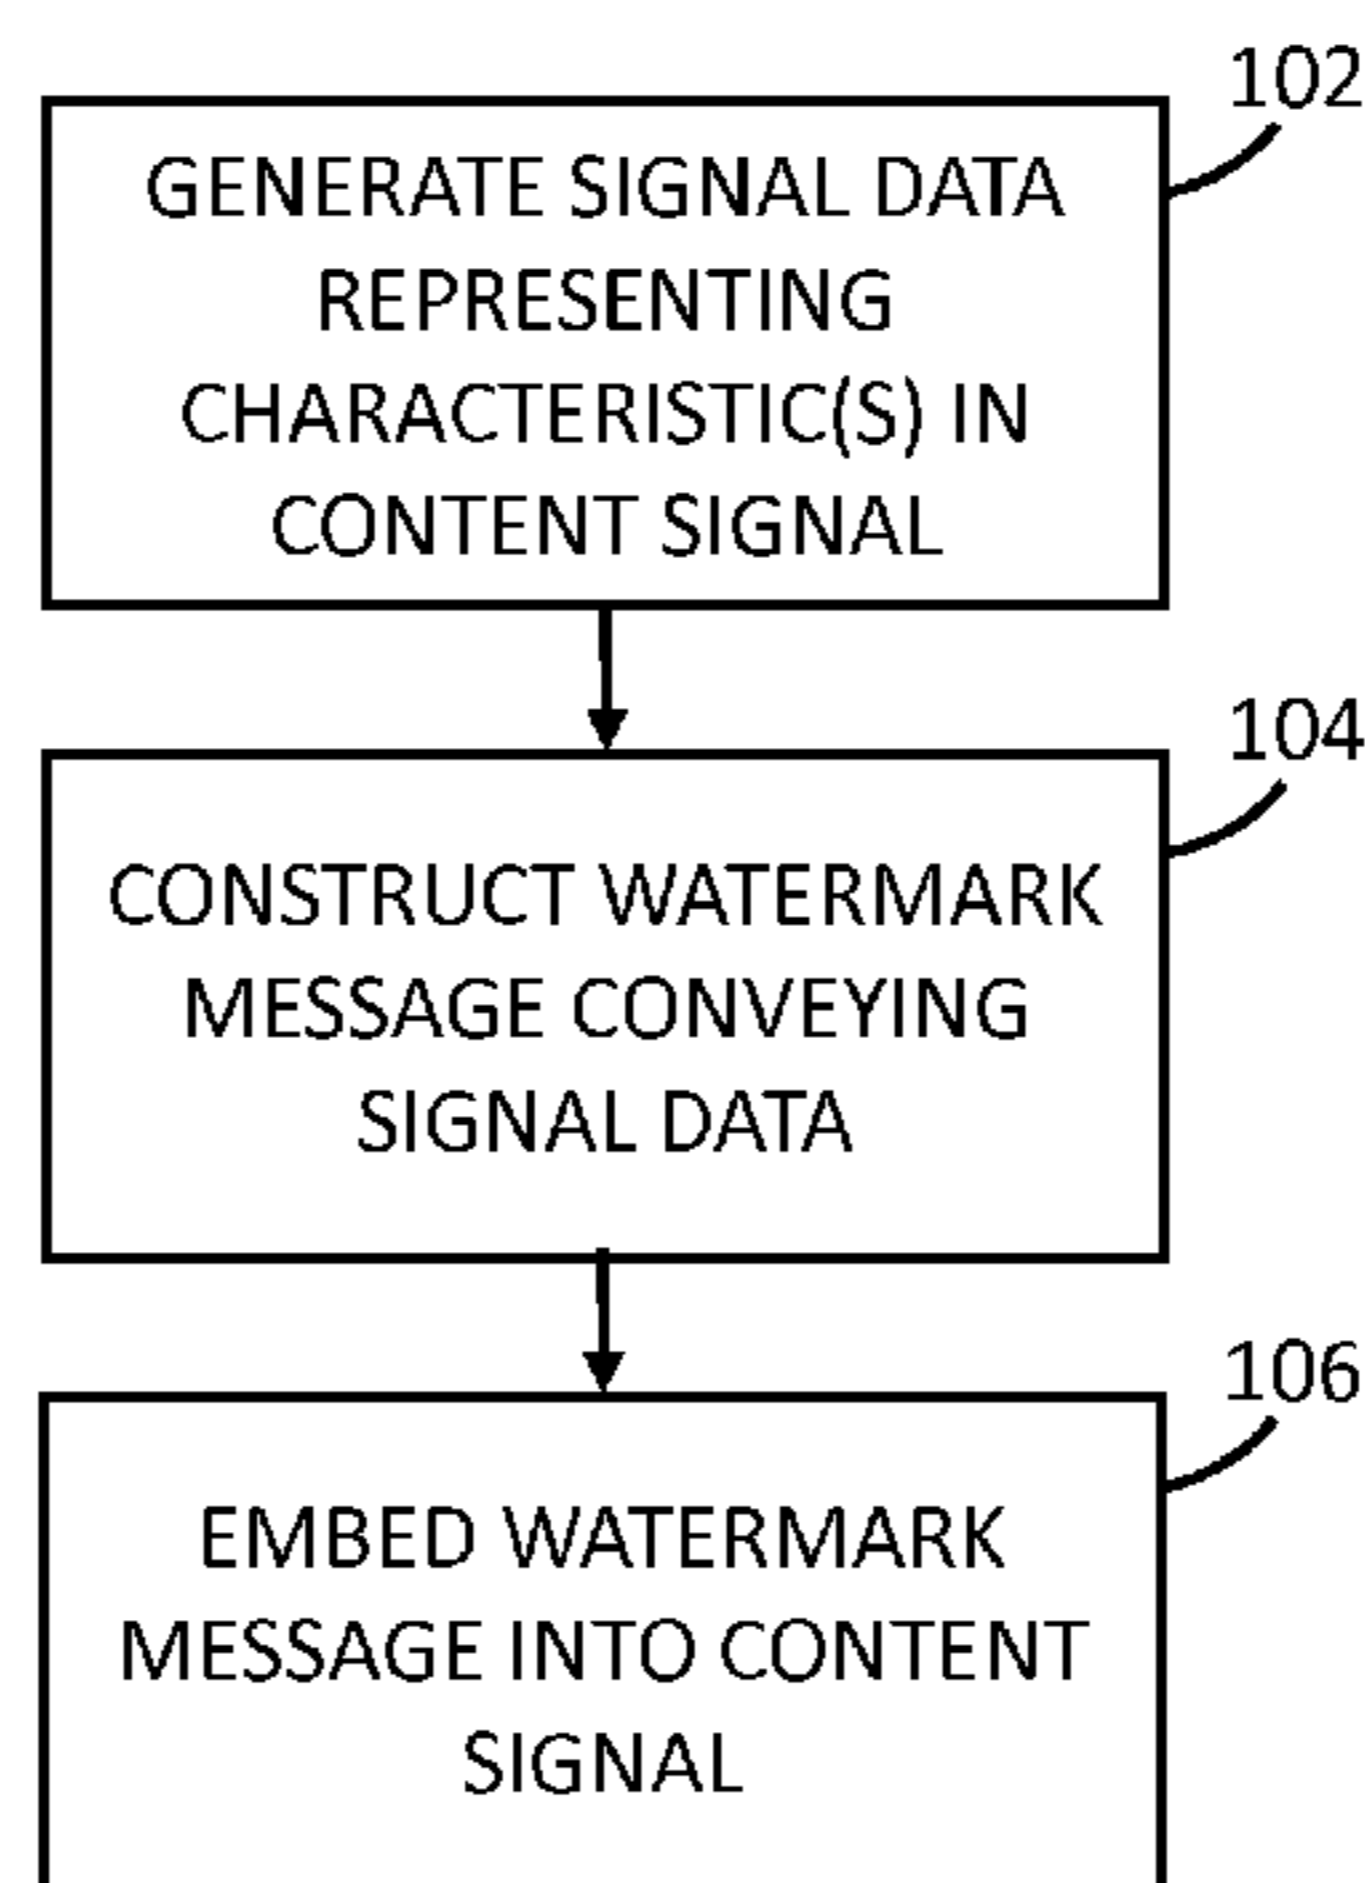 102
GENERATE SIGNAL DATA
REPRESENTING
CHARACTERISTIC(S) IN
CONTENT SIGNAL
104
CONSTRUCT WATERMARK
MESSAGE CONVEYING
SIGNAL DATA
106
EMBED WATERMARK
MESSAGE INTO CONTENT
SIGNAL